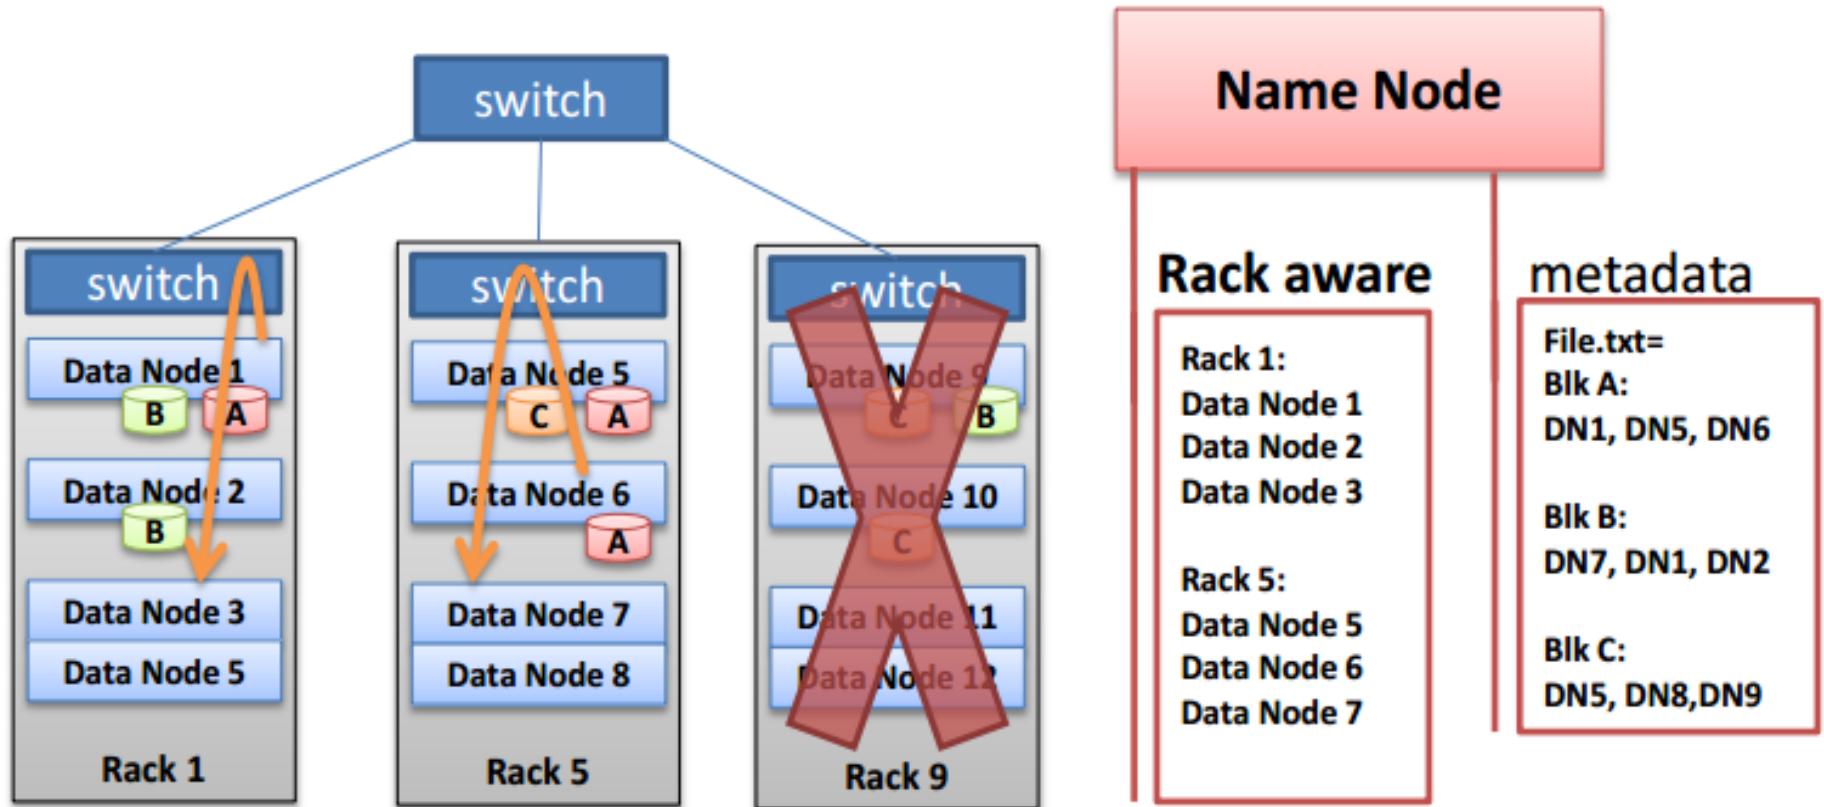 switch
switch
Data Node 1
B
A
Data Node 2
B
Data Node 3
Data Node 5
Rack 1
switch
Data Node 5
C
A
Data Node 6
A
Data Node 7
Data Node 8
Rack 5
switch
Data Node 9
C
B
Data Node 10
C
Data Node 11
Data Node 12
Rack 9
Name Node
Rack aware
Rack 1:
Data Node 1
Data Node 2
Data Node 3
Rack 5:
Data Node 5
Data Node 6
Data Node 7
metadata
File.txt=
Blk A:
DN1, DN5, DN6
Blk B:
DN7, DN1, DN2
Blk C:
DN5, DN8,DN9